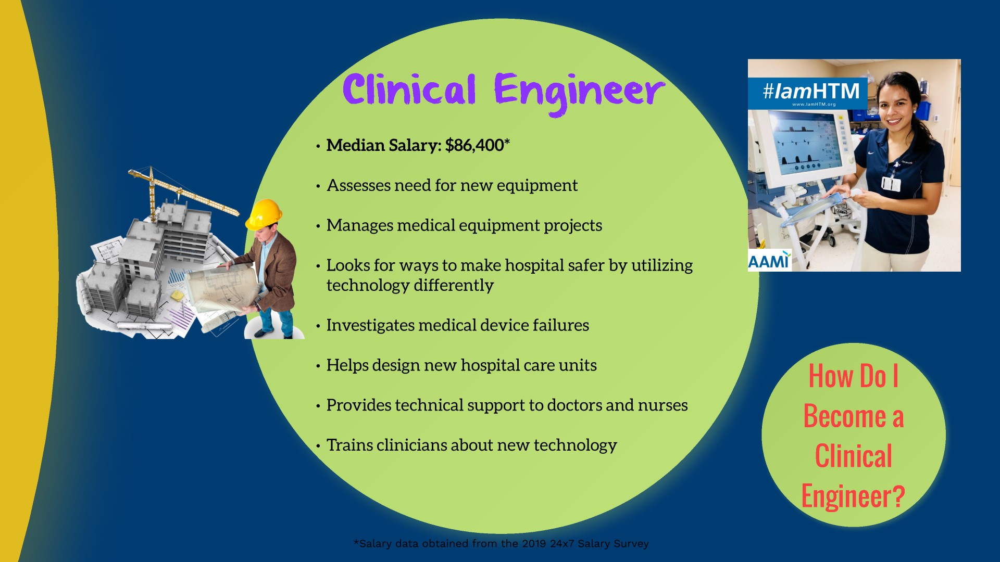 Clinical Engineer
• Median Salary: $86,400*
• Assesses need for new equipment
• Manages medical equipment projects
• Looks for ways to make hospital safer by utilizing
technology differently
• Investigates medical device failures
• Helps design new hospital care units
• Provides technical support to doctors and nurses
• Trains clinicians about new technology
#IamHTM
www.IamHTM.org
AAMI
How Do I
Become a
Clinical
Engineer?
*Salary data obtained from the 2019 24x7 Salary Survey